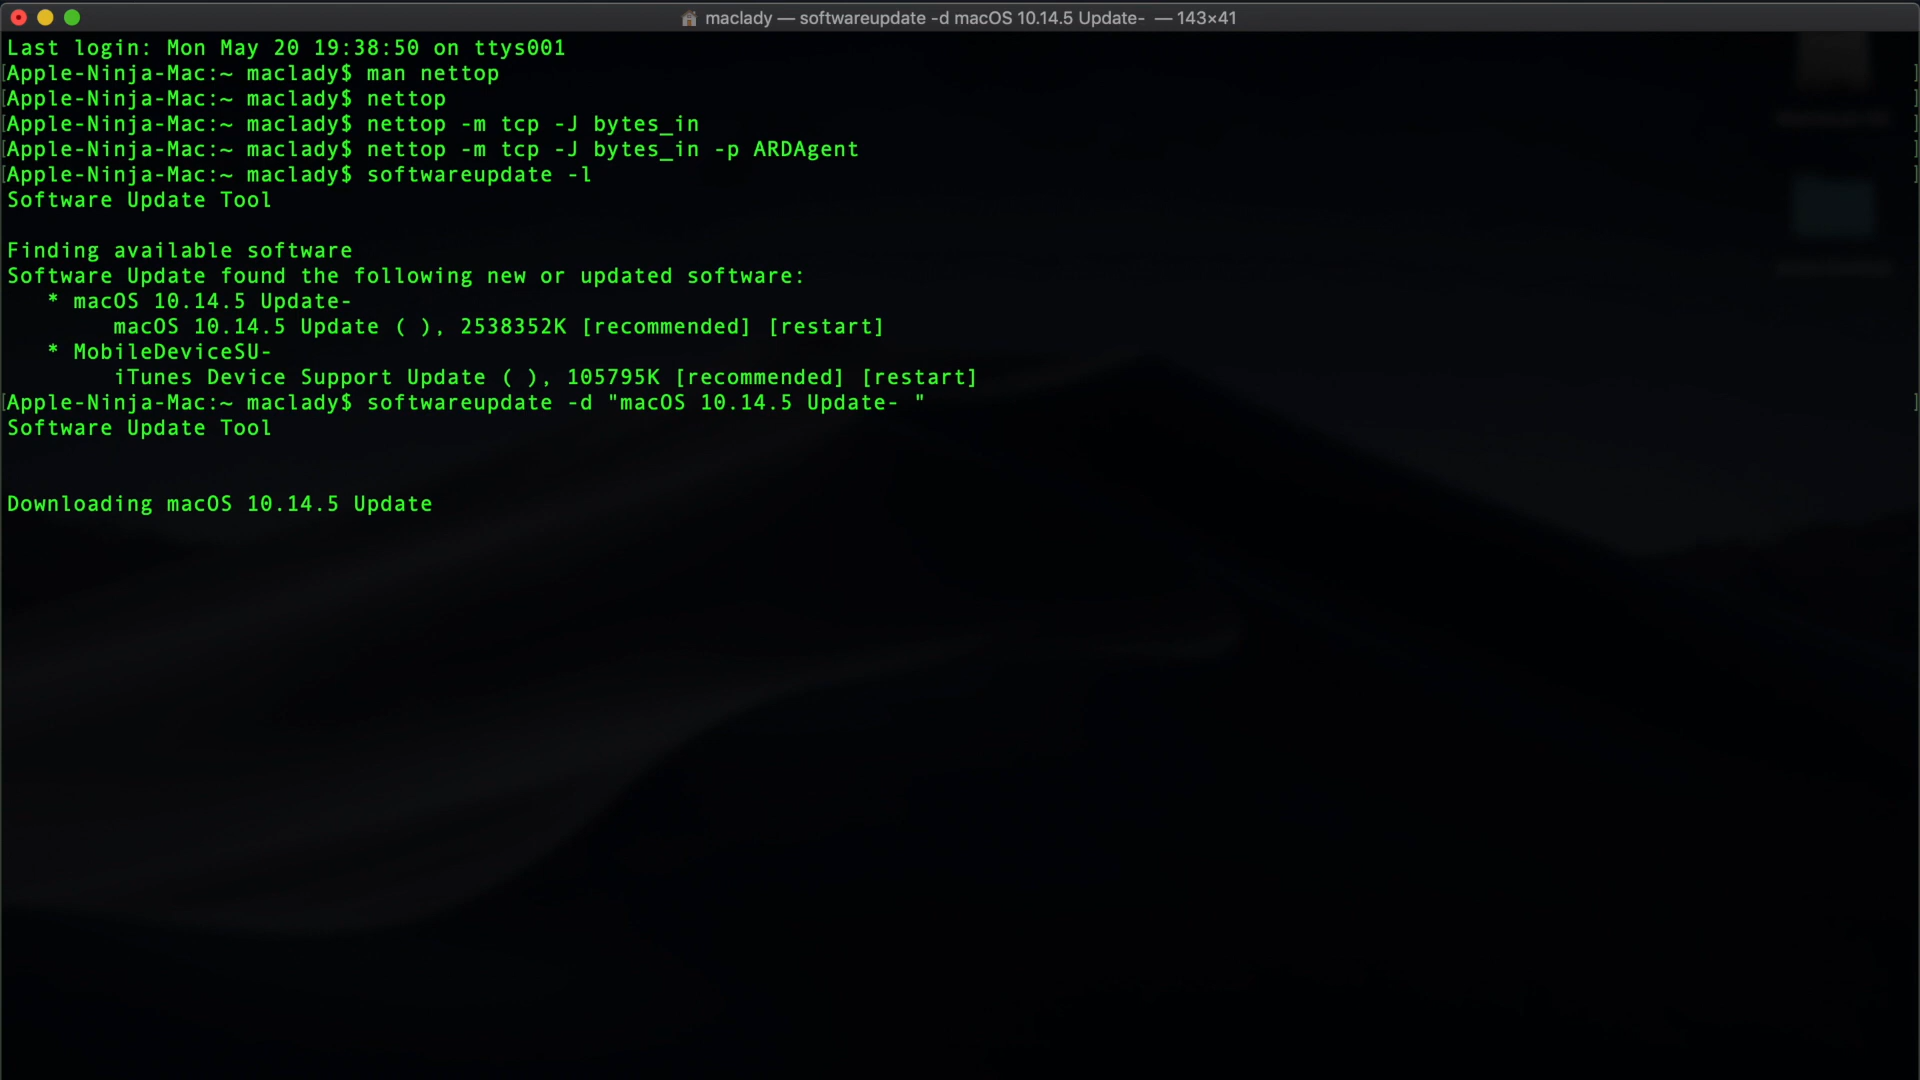 maclady — softwareupdate -d macOS 10.14.5 Update-  — 143×41
Last login: Mon May 20 19:38:50 on ttys001
[Apple-Ninja-Mac:~ maclady$ man nettop ]
[Apple-Ninja-Mac:~ maclady$ nettop ]
[Apple-Ninja-Mac:~ maclady$ nettop -m tcp -J bytes_in ]
[Apple-Ninja-Mac:~ maclady$ nettop -m tcp -J bytes_in -p ARDAgent ]
[Apple-Ninja-Mac:~ maclady$ softwareupdate -l ]
Software Update Tool
Finding available software
Software Update found the following new or updated software:
   * macOS 10.14.5 Update-
        macOS 10.14.5 Update ( ), 2538352K [recommended] [restart]
   * MobileDeviceSU-
        iTunes Device Support Update ( ), 105795K [recommended] [restart]
[Apple-Ninja-Mac:~ maclady$ softwareupdate -d "macOS 10.14.5 Update- " ]
Software Update Tool
Downloading macOS 10.14.5 Update